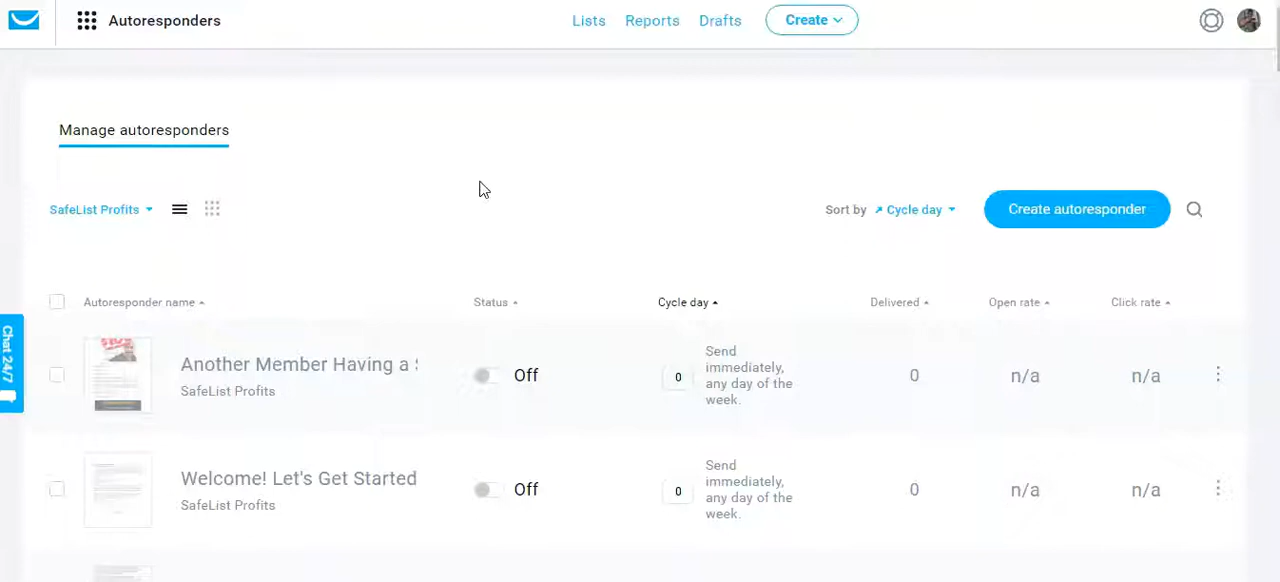 Autoresponders
Lists Reports Drafts Create
Manage autoresponders
SafeList Profits
Sort by Cycle day Create autoresponder
Autoresponder name Status Cycle day Delivered Open rate Click rate
Another Member Having a
SafeList Profits
Off
0
Send
immediately,
any day of the
week.
0 n/a n/a
Welcome! Let's Get Started
SafeList Profits
Off
0
Send
immediately,
any day of the
week.
0 n/a n/a
Chat 24/7